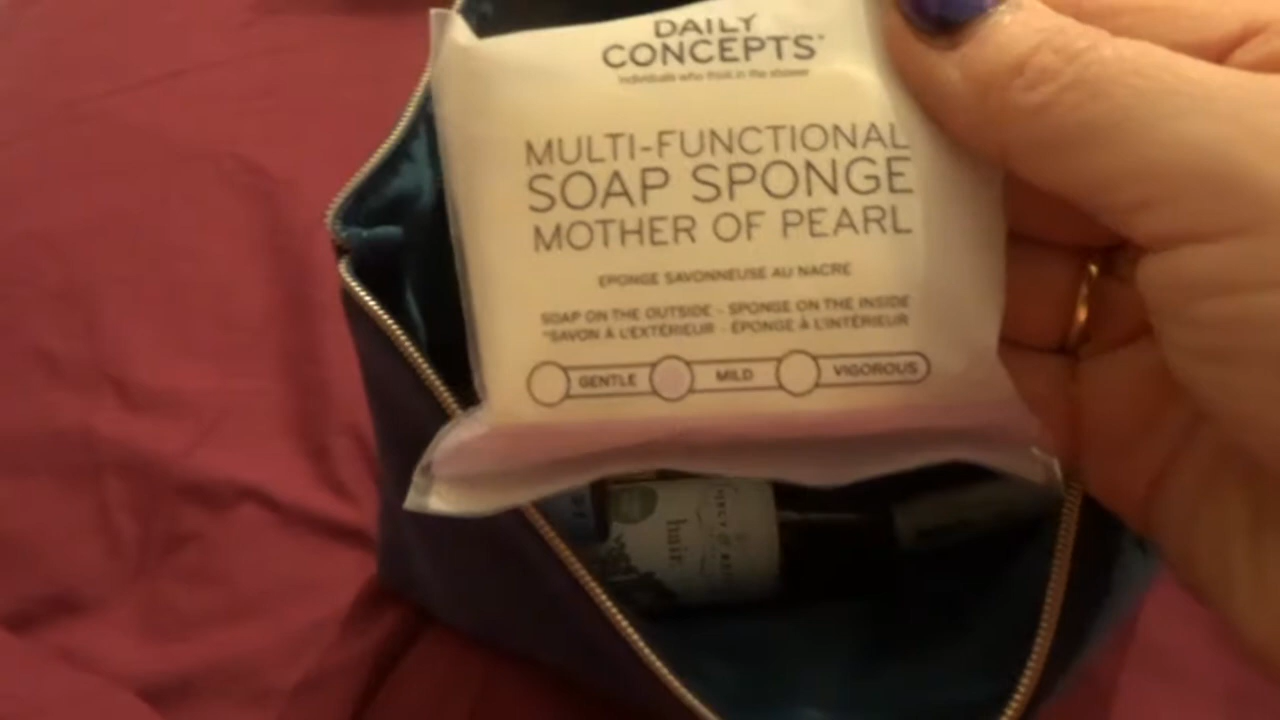 DAILY
CONCEPTS®
individuals who think in the shower
MULTI-FUNCTIONAL
SOAP SPONGE
MOTHER OF PEARL
EPONGE SAVONNEUSE AU NACRE
SOAP ON THE OUTSIDE - SPONGE ON THE INSIDE
*SAVON À L'EXTÉRIEUR - ÉPONGE À L'INTÉRIEUR
GENTLE MILD VIGOROUS
hair